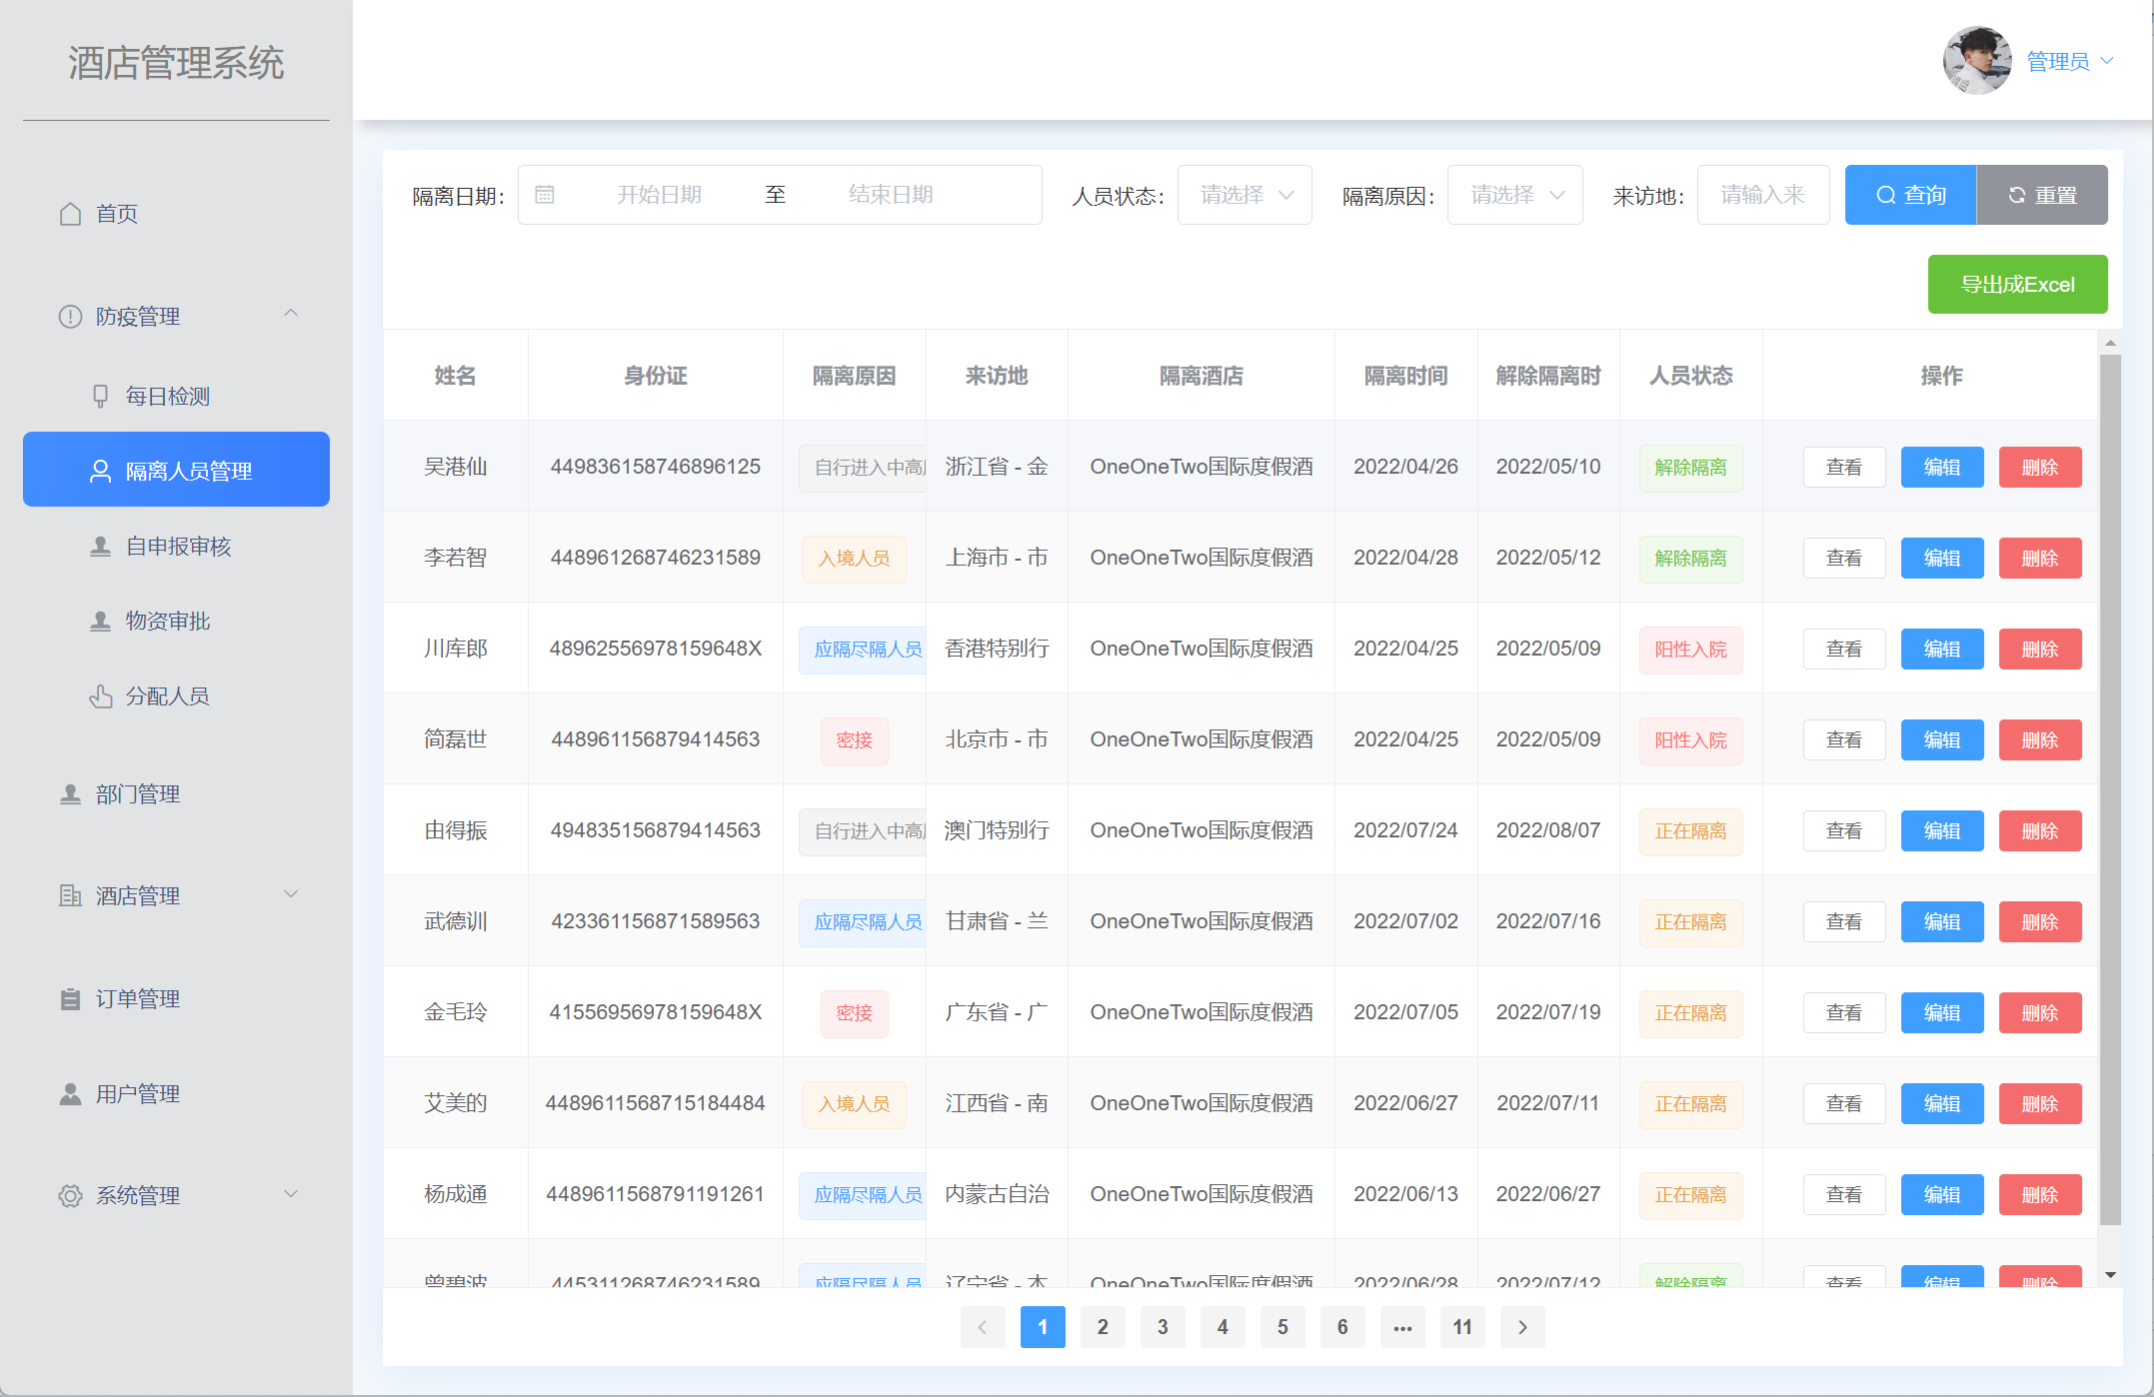 酒店管理系统
管理员
首页
防疫管理
每日检测
隔离人员管理
自申报审核
物资审批
分配人员
部门管理
酒店管理
订单管理
用户管理
系统管理
隔离日期: 开始日期 至 结束日期 人员状态: 请选择 隔离原因: 请选择 来访地: 请输入来 查询 重置
导出成Excel
姓名 身份证 隔离原因 来访地 隔离酒店 隔离时间 解除隔离时 人员状态 操作
吴港仙 449836158746896125 自行进入中高 浙江省 - 金 OneOneTwo国际度假酒 2022/04/26 2022/05/10 解除隔离 查看 编辑 删除
李若智 448961268746231589 入境人员 上海市 - 市 OneOneTwo国际度假酒 2022/04/28 2022/05/12 解除隔离 查看 编辑 删除
川库郎 48962556978159648X 应隔尽隔人员 香港特别行 OneOneTwo国际度假酒 2022/04/25 2022/05/09 阳性入院 查看 编辑 删除
简磊世 448961156879414563 密接 北京市 - 市 OneOneTwo国际度假酒 2022/04/25 2022/05/09 阳性入院 查看 编辑 删除
由得振 494835156879414563 自行进入中高 澳门特别行 OneOneTwo国际度假酒 2022/07/24 2022/08/07 正在隔离 查看 编辑 删除
武德训 423361156871589563 应隔尽隔人员 甘肃省 - 兰 OneOneTwo国际度假酒 2022/07/02 2022/07/16 正在隔离 查看 编辑 删除
金毛玲 41556956978159648X 密接 广东省 - 广 OneOneTwo国际度假酒 2022/07/05 2022/07/19 正在隔离 查看 编辑 删除
艾美的 4489611568715184484 入境人员 江西省 - 南 OneOneTwo国际度假酒 2022/06/27 2022/07/11 正在隔离 查看 编辑 删除
杨成通 4489611568791191261 应隔尽隔人员 内蒙古自治 OneOneTwo国际度假酒 2022/06/13 2022/06/27 正在隔离 查看 编辑 删除
曾碧波 445311268746231589 应隔尽隔人员 辽宁省 - 本 OneOneTwo国际度假酒 2022/06/28 2022/07/12 解除隔离 查看 编辑 删除
1 2 3 4 5 6 ... 11